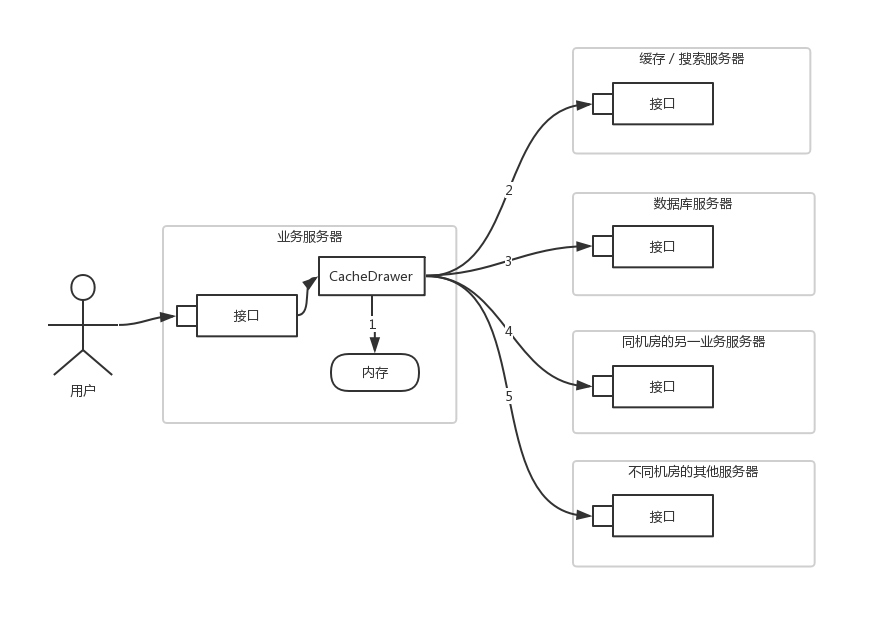 缓存 / 搜索服务器
接口
2
数据库服务器
接口
3
业务服务器
CacheDrawer
接口
1
内存
用户
同机房的另一业务服务器
4
接口
5
不同机房的其他服务器
接口